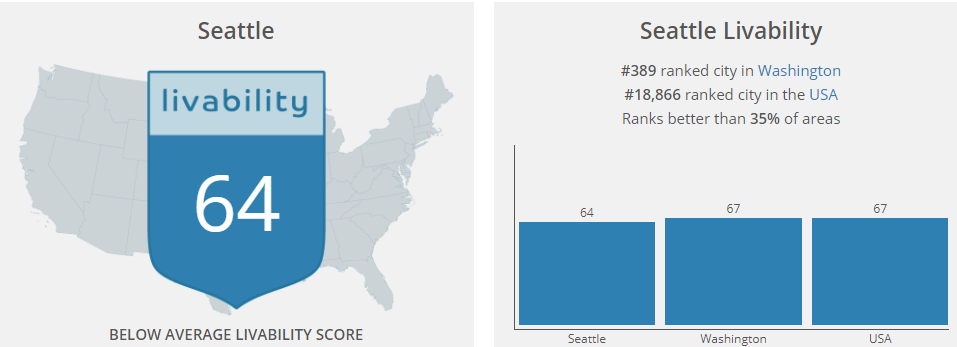 Seattle
livability
64
BELOW AVERAGE LIVABILITY SCORE
Seattle Livability
#389 ranked city in Washington
#18,866 ranked city in the USA
Ranks better than 35% of areas
64
67
67
Seattle
Washington
USA